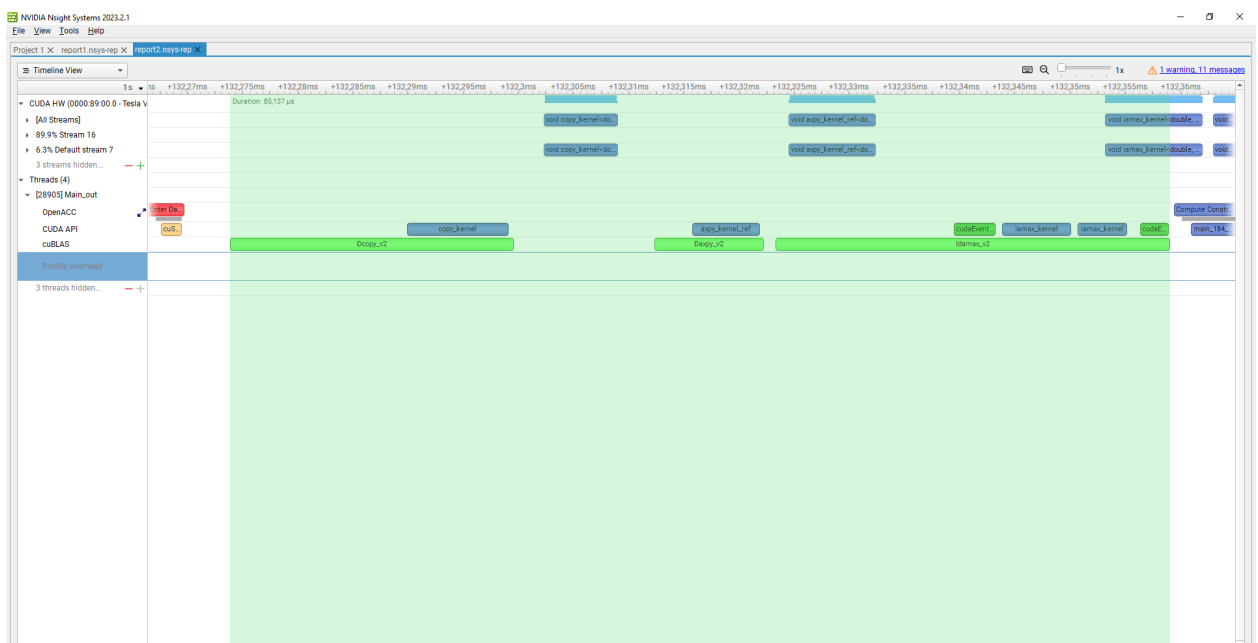 NVIDIA Nsight Systems 2023.2.1
File View Tools Help
Project 1 report1.nsys-rep report2.nsys-rep
Timeline View 1x 1 warning, 11 messages
1s +132,27ms +132,275ms +132,28ms +132,285ms +132,29ms +132,295ms +132,3ms +132,305ms +132,31ms +132,315ms +132,32ms +132,325ms +132,33ms +132,335ms +132,34ms +132,345ms +132,35ms +132,355ms +132,36ms
CUDA HW (0000:89:00.0 - Tesla V Duration: 85,137 µs
[All Streams] void copy_kernel<do... void axpy_kernel_ref<do... void iamax_kernel<double, ... void
89.9% Stream 16
6.3% Default stream 7 void copy_kernel<do... void axpy_kernel_ref<do... void iamax_kernel<double, ... void
3 streams hidden... − +
Threads (4)
[28905] Main_out
OpenACC nter Da... Compute Constr
CUDA API cuS... copy_kernel axpy_kernel_ref cudaEvent... iamax_kernel iamax_kernel cudaE... main_184_
cuBLAS Dcopy_v2 Daxpy_v2 Idamax_v2
Profiler overhead
3 threads hidden... − +